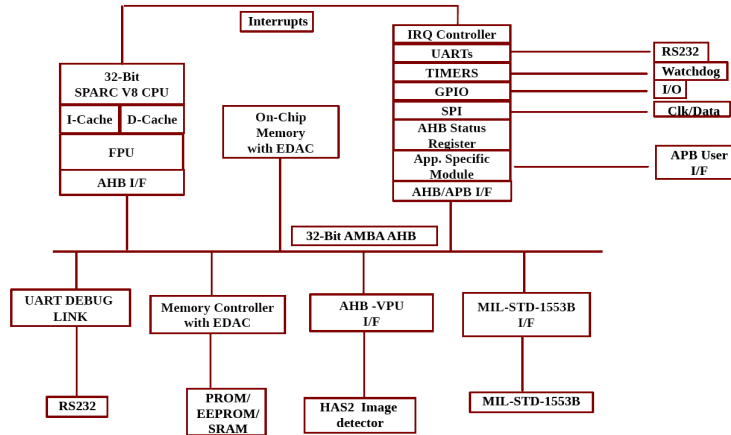 Interrupts
IRQ Controller
UARTs
TIMERS
GPIO
SPI
AHB Status
Register
App. Specific
Module
AHB/APB I/F
RS232
Watchdog
I/O
Clk/Data
APB User
I/F
32-Bit
SPARC V8 CPU
I-Cache
D-Cache
FPU
AHB I/F
On-Chip
Memory
with EDAC
32-Bit AMBA AHB
UART DEBUG
LINK
Memory Controller
with EDAC
AHB -VPU
I/F
MIL-STD-1553B
I/F
RS232
PROM/
EEPROM/
SRAM
HAS2 Image
detector
MIL-STD-1553B